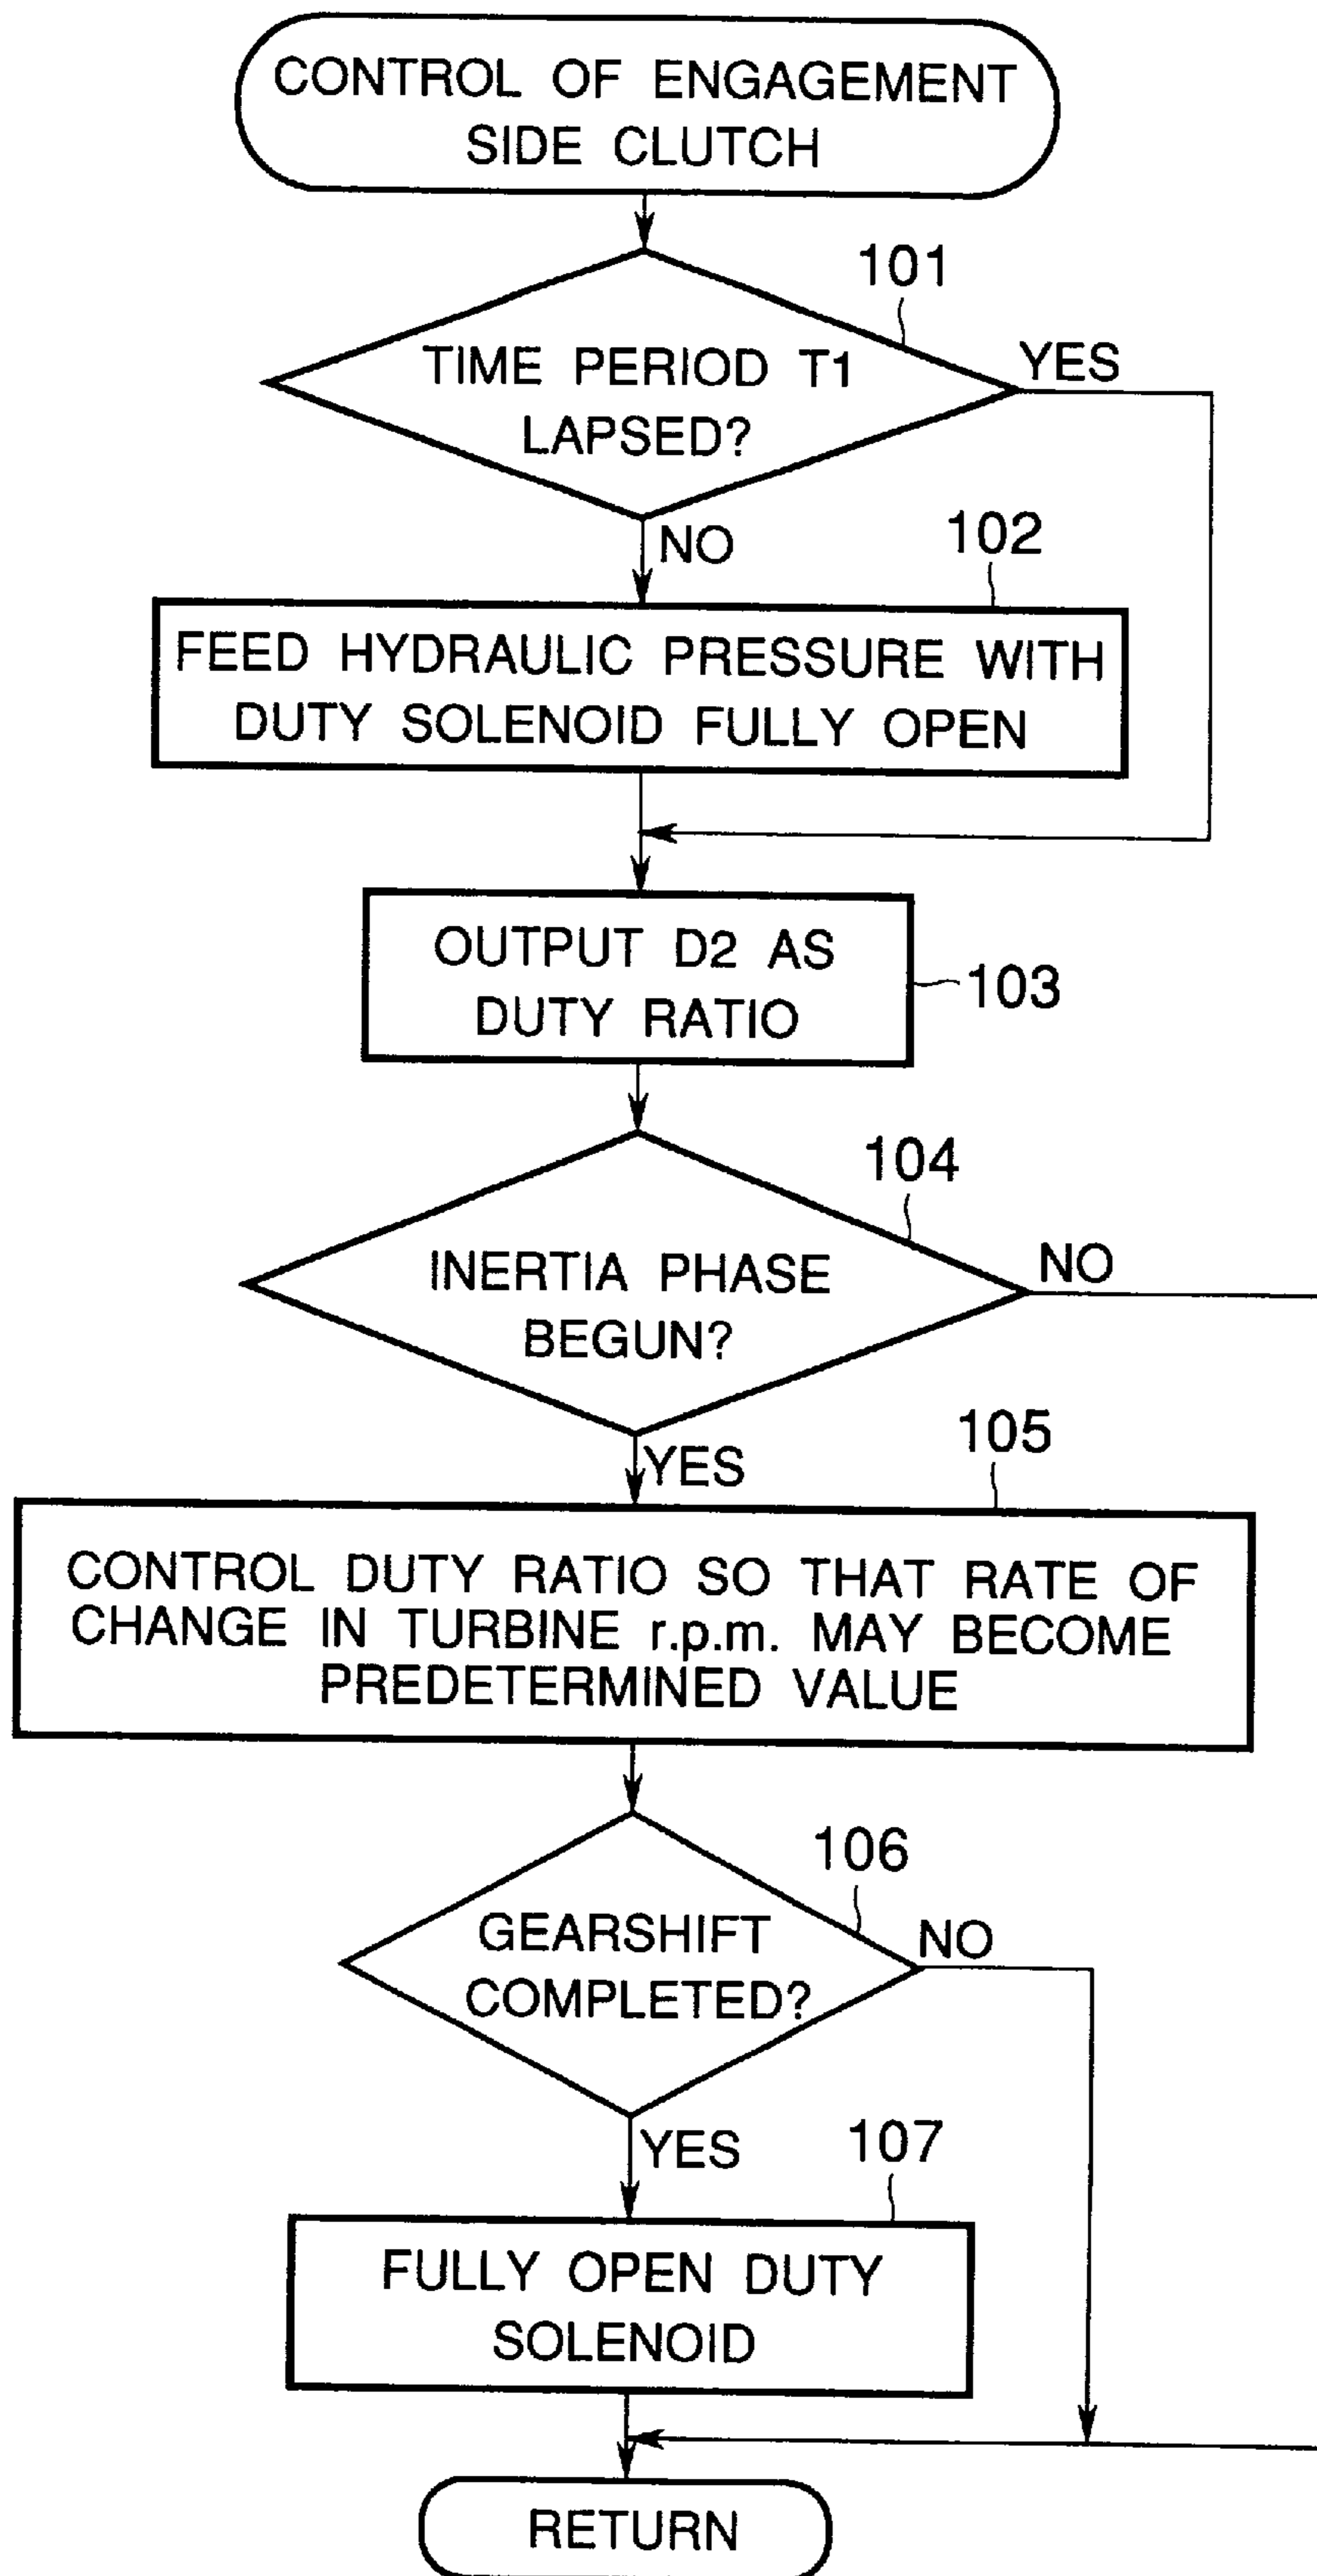 CONTROL OF ENGAGEMENT
SIDE CLUTCH
101
TIME PERIOD T1
LAPSED?
YES
NO
102
FEED HYDRAULIC PRESSURE WITH
DUTY SOLENOID FULLY OPEN
OUTPUT D2 AS
DUTY RATIO
103
104
INERTIA PHASE
BEGUN?
NO
YES
105
CONTROL DUTY RATIO SO THAT RATE OF
CHANGE IN TURBINE r.p.m. MAY BECOME
PREDETERMINED VALUE
106
GEARSHIFT
COMPLETED?
NO
YES
107
FULLY OPEN DUTY
SOLENOID
RETURN